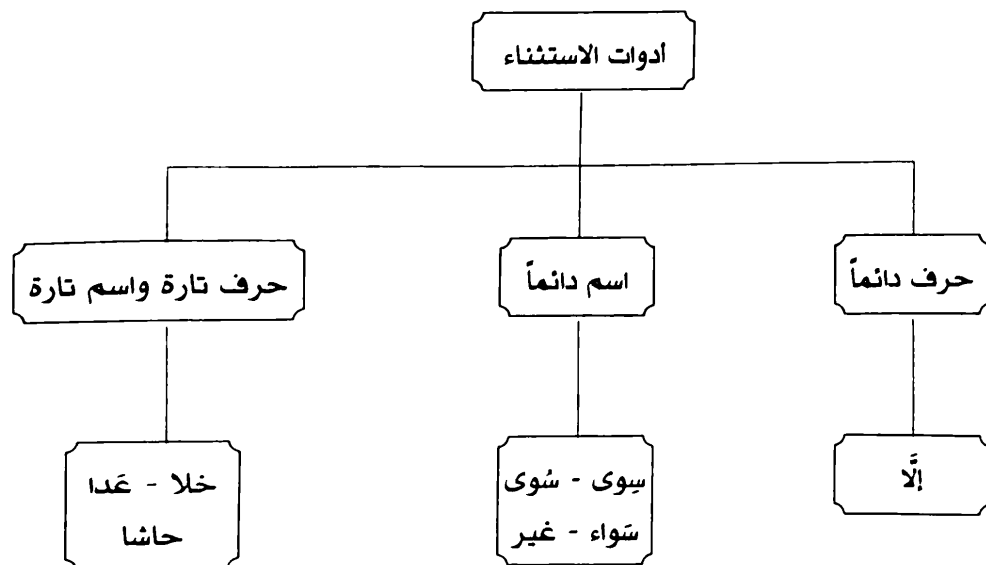 أدوات الاستثناء
حرف دائماً
اسم دائماً
حرف تارة واسم تارة
إلَّا
سِوى - سُوى
سَواء - غير
خلا - عَدا
حاشا